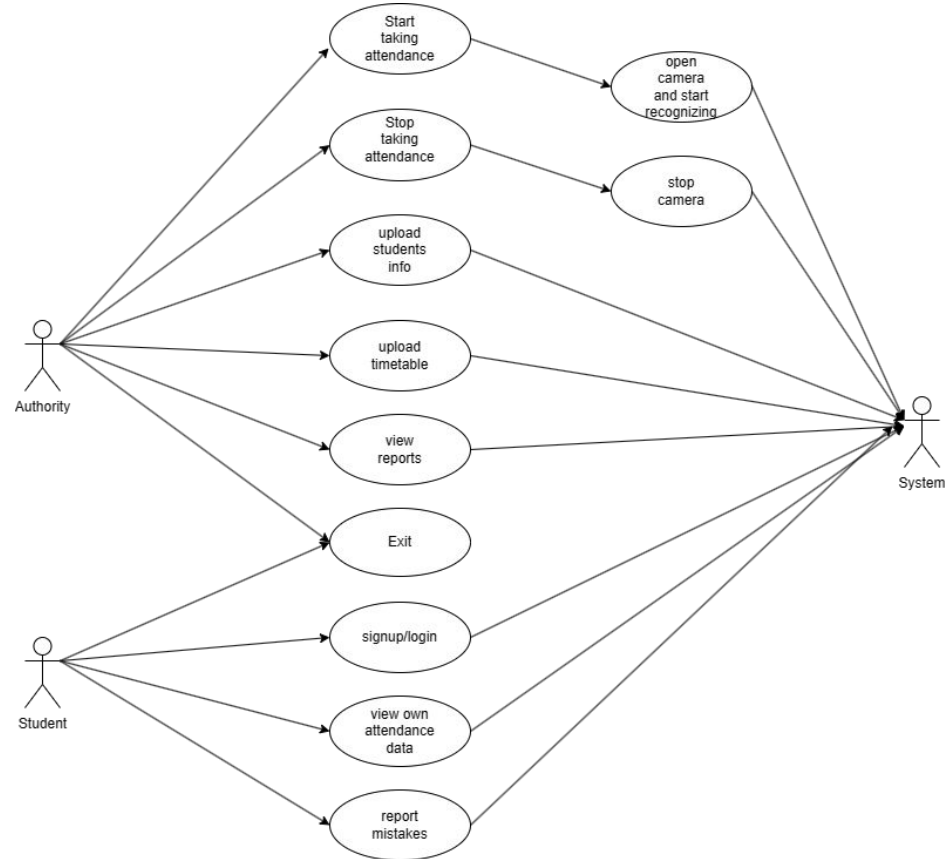 Start
taking
attendance
open
camera
and start
recognizing
Stop
taking
attendance
stop
camera
upload
students
info
upload
timetable
Authority
view
reports
System
Exit
signup/login
Student
view own
attendance
data
report
mistakes